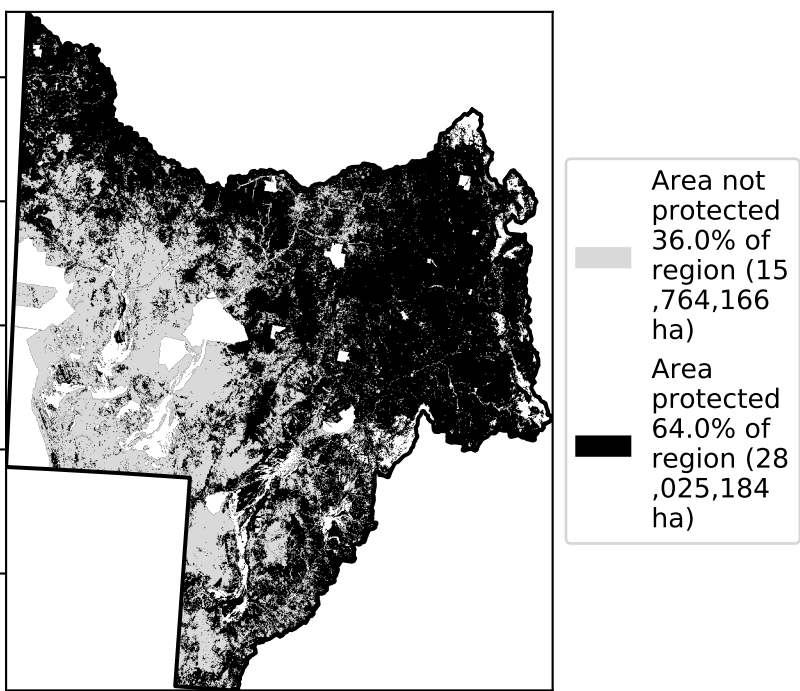 Area not
protected
36.0% of
region (15
,764,166
ha)
Area
protected
64.0% of
region (28
,025,184
ha)